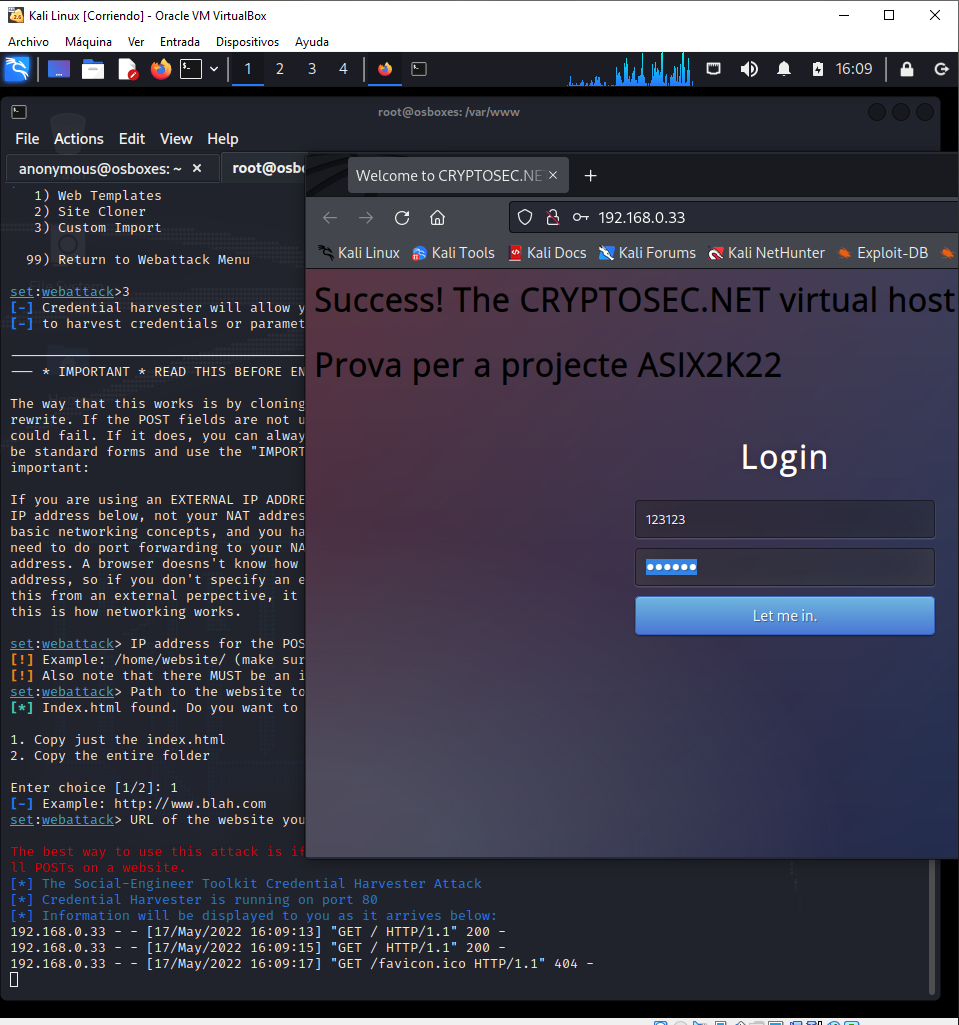 Kali Linux [Corriendo] - Oracle VM VirtualBox
Archivo Máquina Ver Entrada Dispositivos Ayuda
1 2 3 4 16:09
root@osboxes: /var/www
File Actions Edit View Help
anonymous@osboxes: ~ × root@osb
Welcome to CRYPTOSEC.NE × +
192.168.0.33
Kali Linux Kali Tools Kali Docs Kali Forums Kali NetHunter Exploit-DB
1) Web Templates
2) Site Cloner
3) Custom Import
99) Return to Webattack Menu
set:webattack>3
[-] Credential harvester will allow y
[-] to harvest credentials or paramet
--- * IMPORTANT * READ THIS BEFORE EN
The way that this works is by cloning
rewrite. If the POST fields are not u
could fail. If it does, you can alway
be standard forms and use the "IMPORT
important:
If you are using an EXTERNAL IP ADDRE
IP address below, not your NAT addres
basic networking concepts, and you ha
need to do port forwarding to your NA
address. A browser doesns't know how
address, so if you don't specify an e
this from an external perpective, it
this is how networking works.
set:webattack> IP address for the POS
[!] Example: /home/website/ (make sur
[!] Also note that there MUST be an i
set:webattack> Path to the website to
[*] Index.html found. Do you want to
1. Copy just the index.html
2. Copy the entire folder
Enter choice [1/2]: 1
[-] Example: http://www.blah.com
set:webattack> URL of the website you
The best way to use this attack is if
ll POSTs on a website.
[*] The Social-Engineer Toolkit Credential Harvester Attack
[*] Credential Harvester is running on port 80
[*] Information will be displayed to you as it arrives below:
192.168.0.33 - - [17/May/2022 16:09:13] "GET / HTTP/1.1" 200 -
192.168.0.33 - - [17/May/2022 16:09:15] "GET / HTTP/1.1" 200 -
192.168.0.33 - - [17/May/2022 16:09:17] "GET /favicon.ico HTTP/1.1" 404 -
Success! The CRYPTOSEC.NET virtual host
Prova per a projecte ASIX2K22
Login
123123
••••••
Let me in.